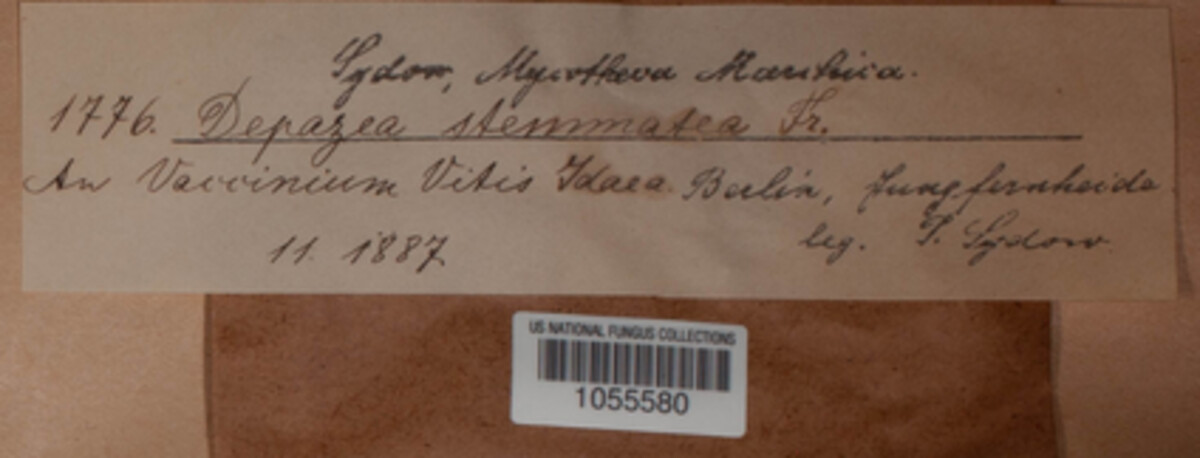 Sydow, Mycotheca Marchica.
1776. Depazea stemmatea Fr.
An Vaccinium Vitis Idaea. Berlin, Jungfernheide
11. 1887 leg. P. Sydow.
US NATIONAL FUNGUS COLLECTIONS
1055580